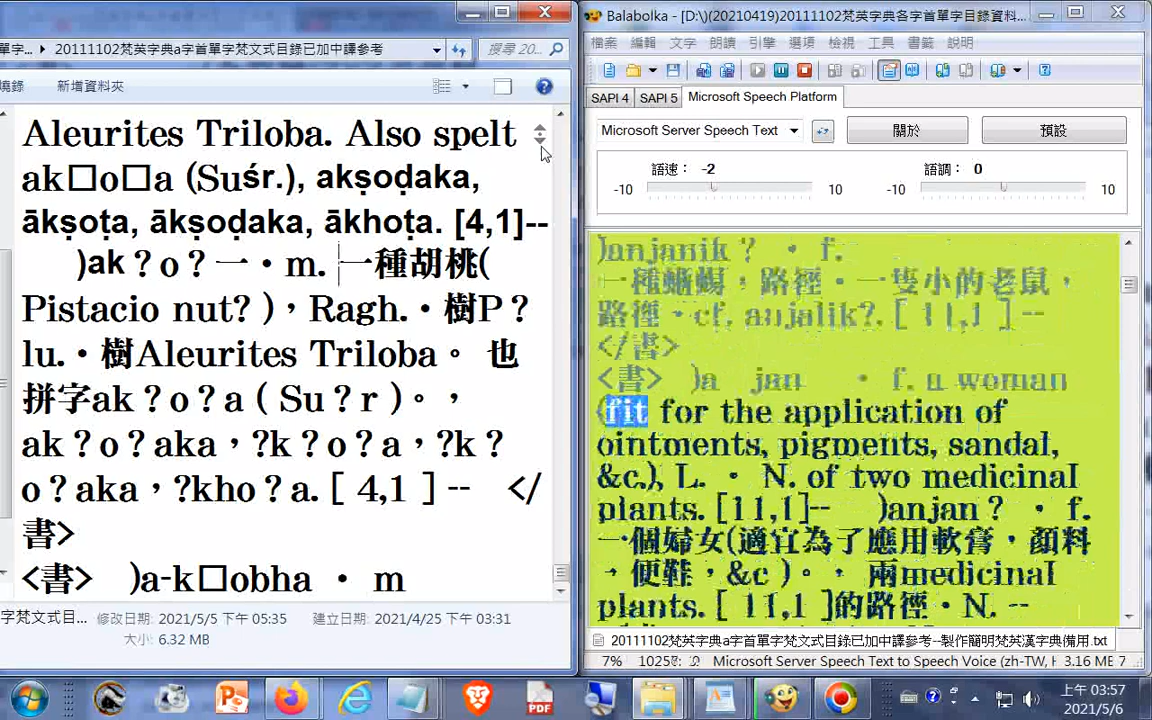 單字... ▸ 20111102梵英字典a字首單字梵文式目錄已加中譯參考
搜尋 20...
燒錄 新增資料夾
Aleurites Triloba. Also spelt
ak□o□a (Suśr.), akṣoḍaka,
ākṣoṭa, ākṣoḍaka, ākhoṭa. [4,1]--
)ak？o？一・m. 一種胡桃(
Pistacio nut? )，Ragh.・樹P？
lu.・樹Aleurites Triloba。 也
拼字ak？o？a ( Su？r )。，
ak？o？aka，?k？o？a，?k？
o？aka，?kho？a. [ 4,1 ] -- </
書>
<書> )a-k□obha ・ m
字梵文式目... 修改日期: 2021/5/5 下午 05:35 建立日期: 2021/4/25 下午 03:31
大小: 6.32 MB
Balabolka - [D:\)(20210419)20111102梵英字典各字首單字目錄資料...
檔案 編輯 文字 朗讀 引擎 選項 檢視 工具 書籤 說明
SAPI 4 SAPI 5 Microsoft Speech Platform
Microsoft Server Speech Text 關於 預設
語速: -2 語調: 0
-10 10 -10 10
)anjanik？ ・ f.
一種蜥蜴，路徑・一隻小的老鼠，
路徑・cf. anjalik?. [ 11,1 ] --
</書>
<書> )a jan ・ f. a woman
(fit for the application of
ointments, pigments, sandal,
&c.), L. ・ N. of two medicinal
plants. [11,1]-- )anjan？ ・ f.
一個婦女(適宜為了應用軟膏，顏料
，便鞋，&c )。， 兩medicinal
plants. [ 11,1 ]的路徑・N. --
20111102梵英字典a字首單字梵文式目錄已加中譯參考--製作簡明梵英漢字典備用.txt
7% Microsoft Server Speech Text to Speech Voice (zh-TW, H 3.16 MB 7
PDF
上午 03:57
2021/5/6